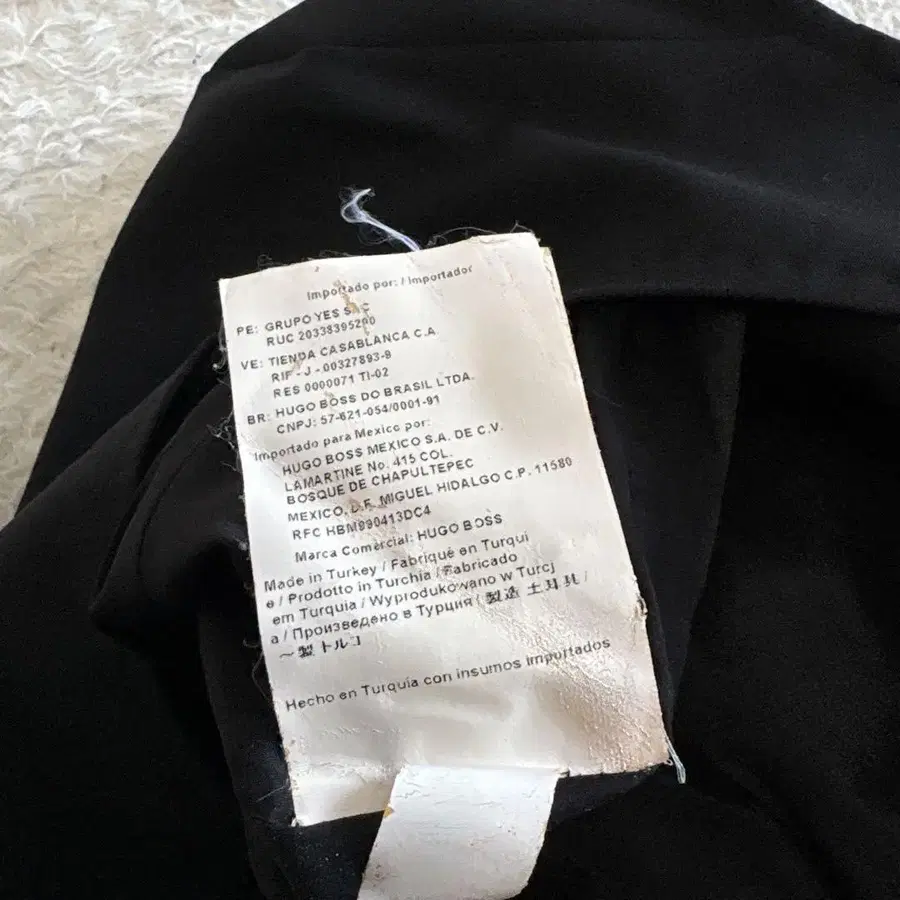 Importado por: / Importador
PE: GRUPO YES S.A.C
RUC 20338395290
VE: TIENDA CASABLANCA C.A.
RIF - J - 00327893-9
RES 0000071 TI-02
BR: HUGO BOSS DO BRASIL LTDA.
CNPJ: 57-621-054/0001-91
Importado para Mexico por:
HUGO BOSS MEXICO S.A. DE C.V.
LAMARTINE No. 415 COL.
BOSQUE DE CHAPULTEPEC
MEXICO, D.F. MIGUEL HIDALGO C.P. 11580
RFC HBM990413DC4
Marca Comercial: HUGO BOSS
Made in Turkey / Fabriqué en Turqui
e / Prodotto in Turchia / Fabricado
em Turquia / Wyprodukowano w Turcj
a / Произведено в Турция / 製造 土耳其 /
製 トルコ
Hecho en Turquía con insumos importados